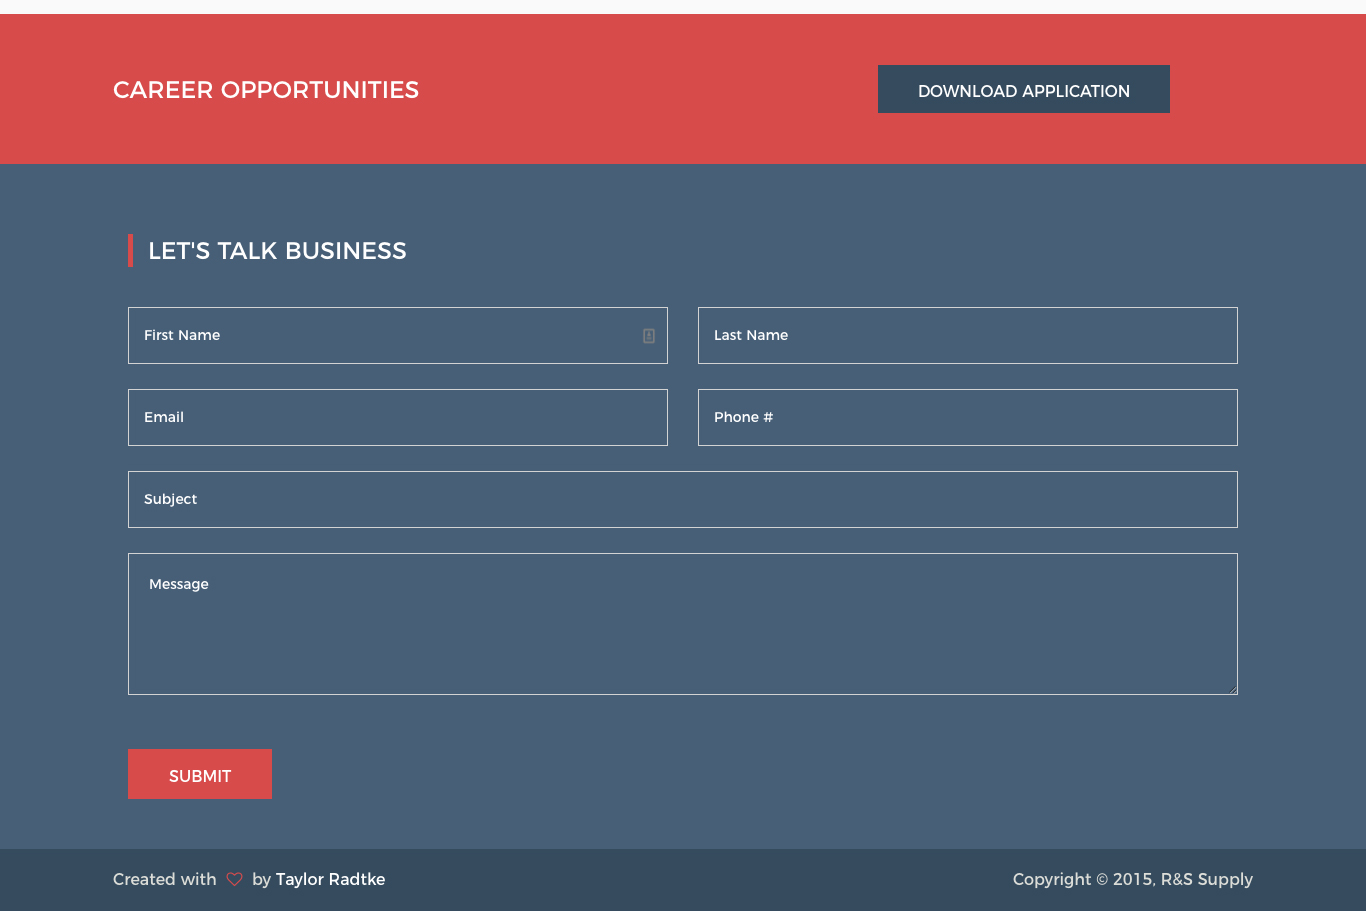 CAREER OPPORTUNITIES
DOWNLOAD APPLICATION
LET'S TALK BUSINESS
First Name
Last Name
Email
Phone #
Subject
Message
SUBMIT
Created with by Taylor Radtke
Copyright © 2015, R&S Supply